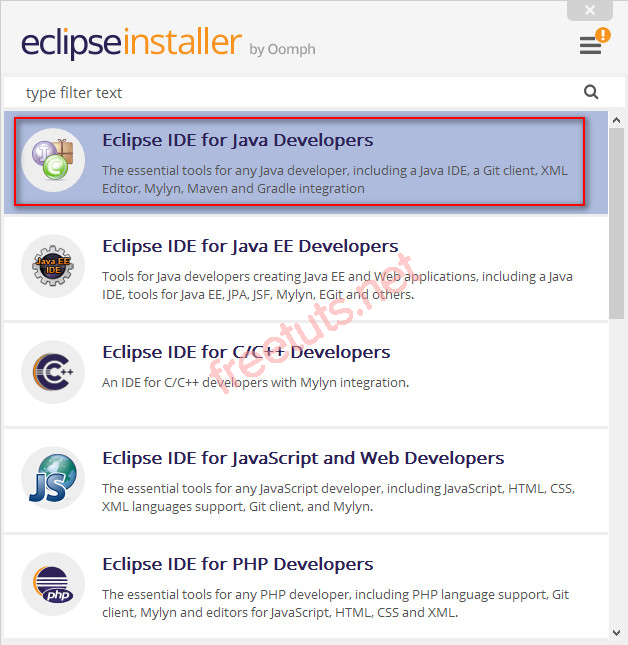 eclipseinstaller by Oomph
!
type filter text
Eclipse IDE for Java Developers
The essential tools for any Java developer, including a Java IDE, a Git client, XML
Editor, Mylyn, Maven and Gradle integration
J
C
Eclipse IDE for Java EE Developers
Java EE
IDE
Tools for Java developers creating Java EE and Web applications, including a Java
IDE, tools for Java EE, JPA, JSF, Mylyn, EGit and others.
freetuts.net
Eclipse IDE for C/C++ Developers
C++
An IDE for C/C++ developers with Mylyn integration.
Eclipse IDE for JavaScript and Web Developers
JS
The essential tools for any JavaScript developer, including JavaScript, HTML, CSS,
XML languages support, Git client, and Mylyn.
Eclipse IDE for PHP Developers
php
The essential tools for any PHP developer, including PHP language support, Git
client, Mylyn and editors for JavaScript, HTML, CSS and XML.